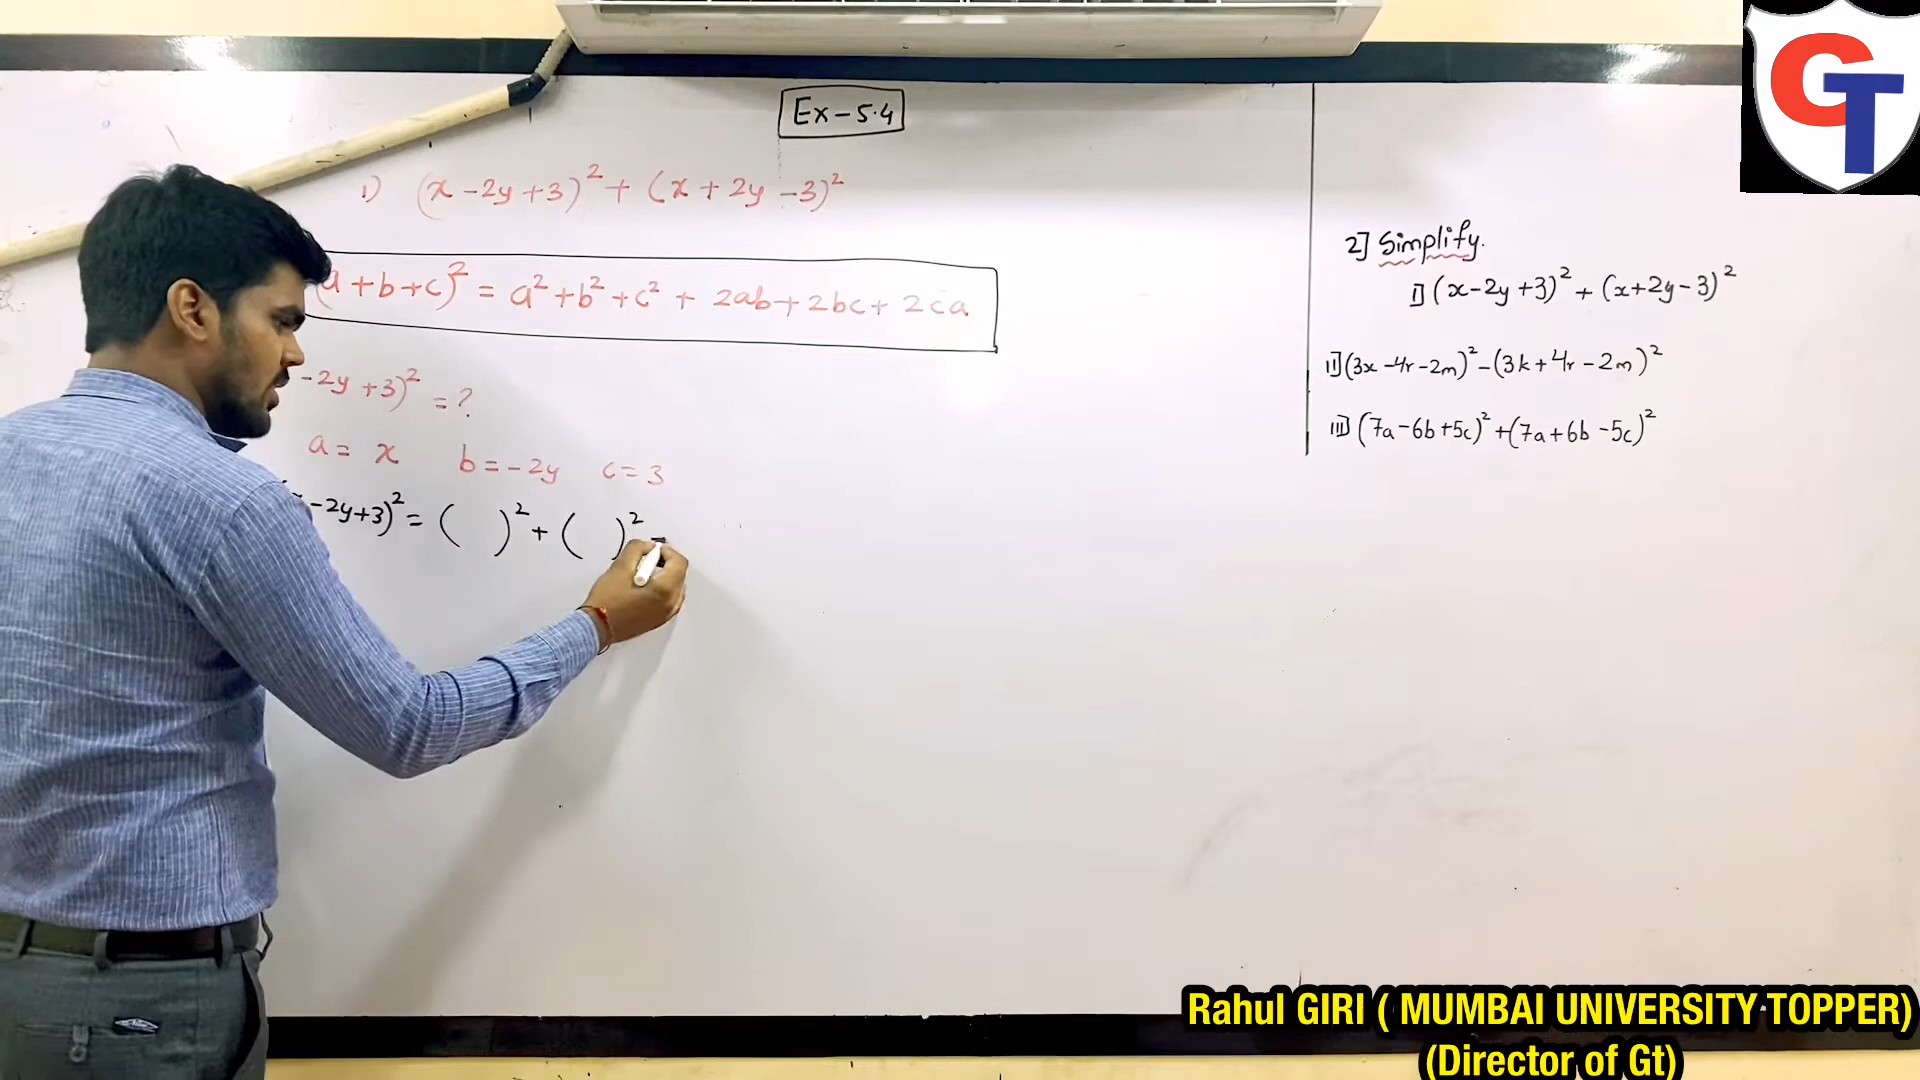 Ex-5.4
1) (x-2y+3)² + (x+2y-3)²
a+b+c)² = a²+b²+c² + 2ab+2bc+2ca
-2y+3)² = ?
a = x b = -2y c = 3
-2y+3)² = ( )² + ( )²
2] Simplify.
I] (x-2y+3)² + (x+2y-3)²
II] (3x-4r-2m)² - (3k+4r-2m)²
III] (7a-6b+5c)² + (7a+6b-5c)²
GT
Rahul GIRI ( MUMBAI UNIVERSITY TOPPER)
(Director of Gt)